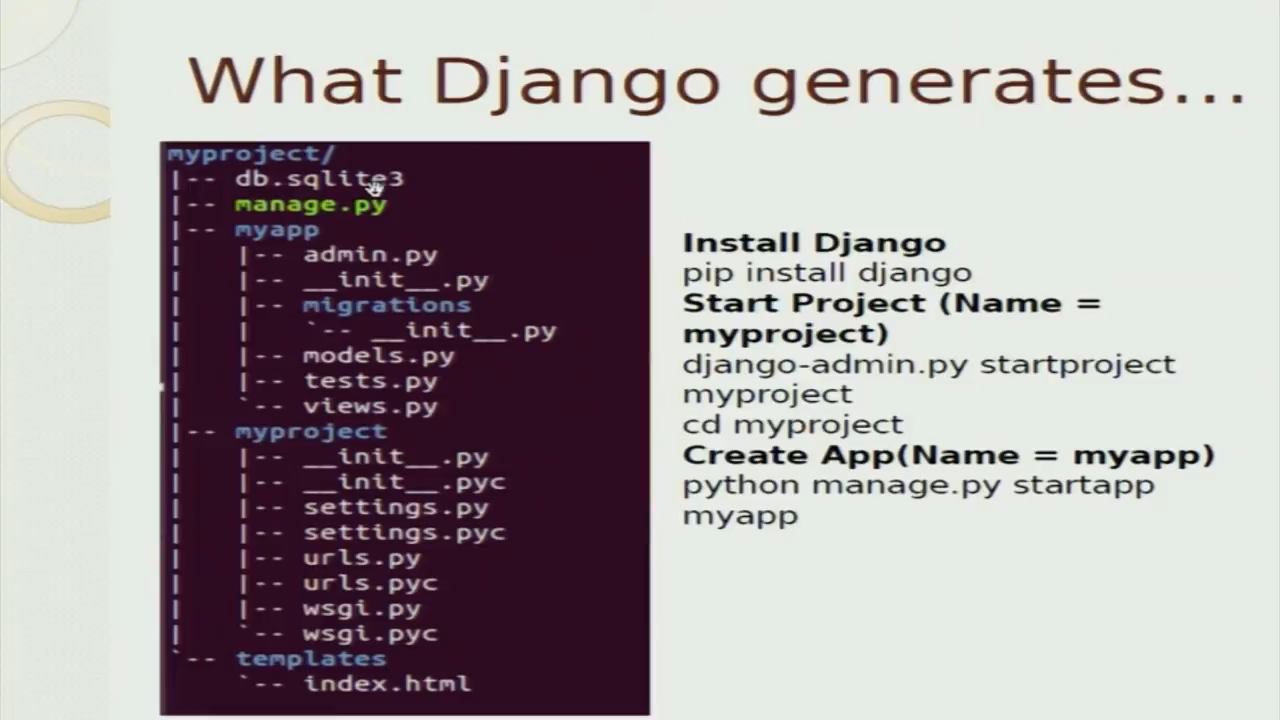 What Django generates...
myproject/
|-- db.sqlite3
|-- manage.py
|-- myapp
|   |-- admin.py
|   |-- __init__.py
|   |-- migrations
|   |   `-- __init__.py
|   |-- models.py
|   |-- tests.py
|   `-- views.py
|-- myproject
|   |-- __init__.py
|   |-- __init__.pyc
|   |-- settings.py
|   |-- settings.pyc
|   |-- urls.py
|   |-- urls.pyc
|   |-- wsgi.py
|   `-- wsgi.pyc
`-- templates
    `-- index.html
Install Django
pip install django
Start Project (Name =
myproject)
django-admin.py startproject
myproject
cd myproject
Create App(Name = myapp)
python manage.py startapp
myapp